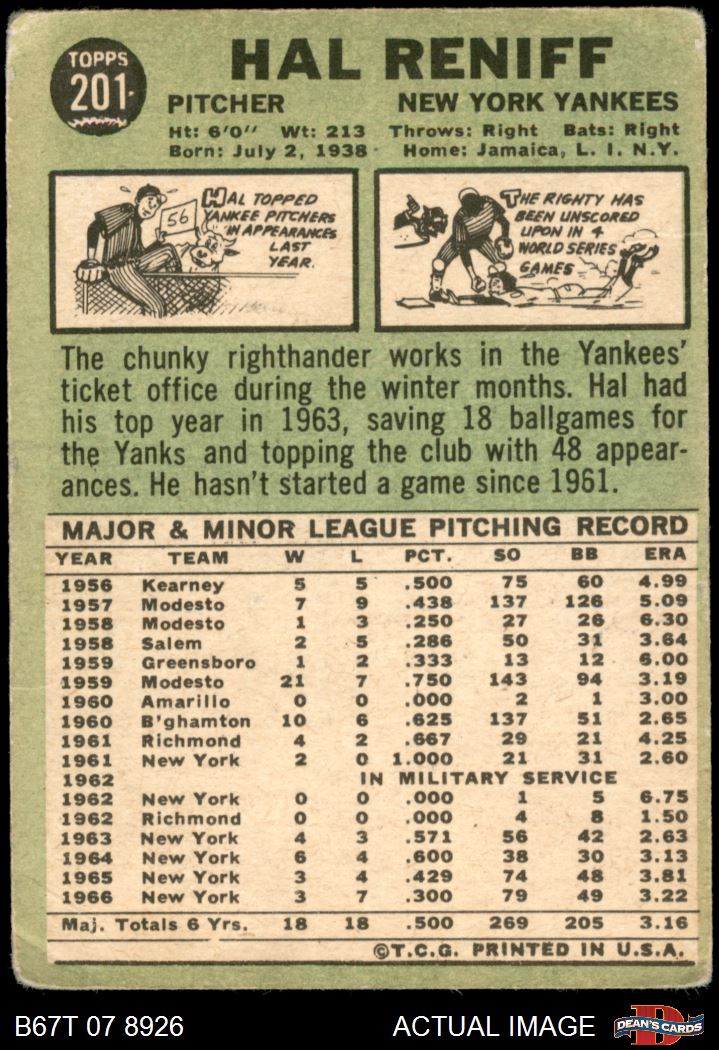 TOPPS
201
HAL RENIFF
PITCHER NEW YORK YANKEES
Ht: 6'0" Wt: 213 Throws: Right Bats: Right
Born: July 2, 1938 Home: Jamaica, L. I. N.Y.
56
HAL TOPPED
YANKEE PITCHERS
IN APPEARANCES
LAST
YEAR.
THE RIGHTY HAS
BEEN UNSCORED
UPON IN 4
WORLD SERIES
GAMES
The chunky righthander works in the Yankees'
ticket office during the winter months. Hal had
his top year in 1963, saving 18 ballgames for
the Yanks and topping the club with 48 appear-
ances. He hasn't started a game since 1961.
MAJOR & MINOR LEAGUE PITCHING RECORD
YEAR TEAM W L PCT. SO BB ERA
1956 Kearney 5 5 .500 75 60 4.99
1957 Modesto 7 9 .438 137 126 5.09
1958 Modesto 1 3 .250 27 26 6.30
1958 Salem 2 5 .286 50 31 3.64
1959 Greensboro 1 2 .333 13 12 6.00
1959 Modesto 21 7 .750 143 94 3.19
1960 Amarillo 0 0 .000 2 1 3.00
1960 B'ghamton 10 6 .625 137 51 2.65
1961 Richmond 4 2 .667 29 21 4.25
1961 New York 2 0 1.000 21 31 2.60
1962 IN MILITARY SERVICE
1962 New York 0 0 .000 1 5 6.75
1962 Richmond 0 0 .000 4 8 1.50
1963 New York 4 3 .571 56 42 2.63
1964 New York 6 4 .600 38 30 3.13
1965 New York 3 4 .429 74 48 3.81
1966 New York 3 7 .300 79 49 3.22
Maj. Totals 6 Yrs. 18 18 .500 269 205 3.16
©T.C.G. PRINTED IN U.S.A.
B67T 07 8926 ACTUAL IMAGE DEAN'S CARDS